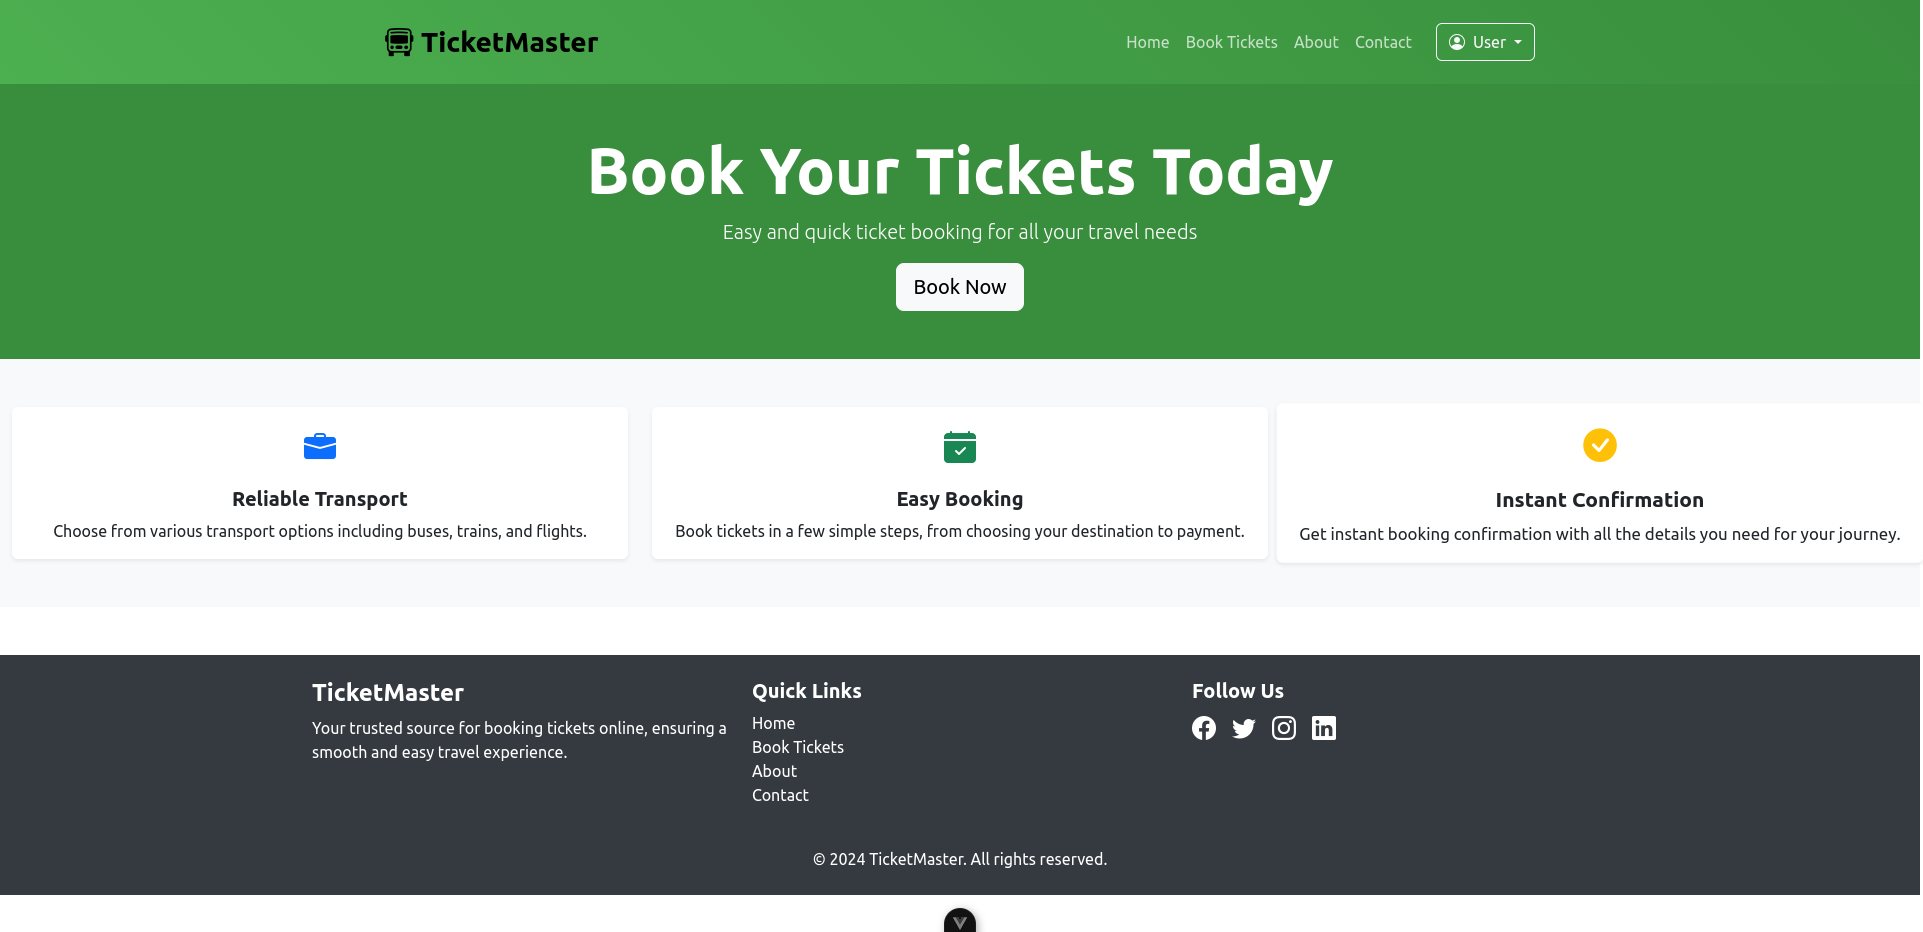 TicketMaster
Home Book Tickets About Contact User
Book Your Tickets Today
Easy and quick ticket booking for all your travel needs
Book Now
Reliable Transport
Choose from various transport options including buses, trains, and flights.
Easy Booking
Book tickets in a few simple steps, from choosing your destination to payment.
Instant Confirmation
Get instant booking confirmation with all the details you need for your journey.
TicketMaster
Your trusted source for booking tickets online, ensuring a
smooth and easy travel experience.
Quick Links
Home
Book Tickets
About
Contact
Follow Us
© 2024 TicketMaster. All rights reserved.